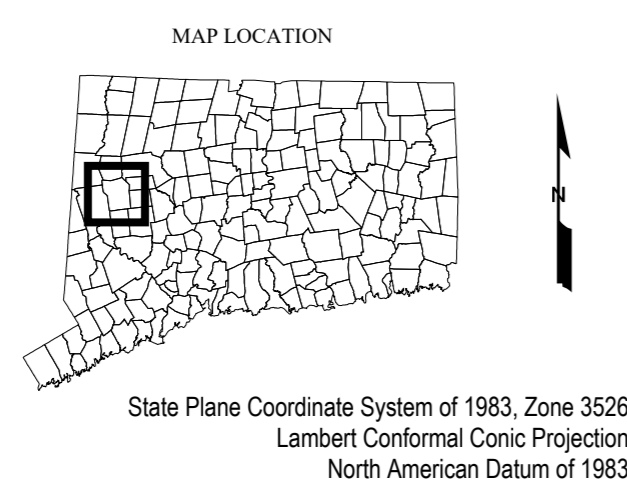 MAP LOCATION
N
State Plane Coordinate System of 1983, Zone 3526
Lambert Conformal Conic Projection
North American Datum of 1983